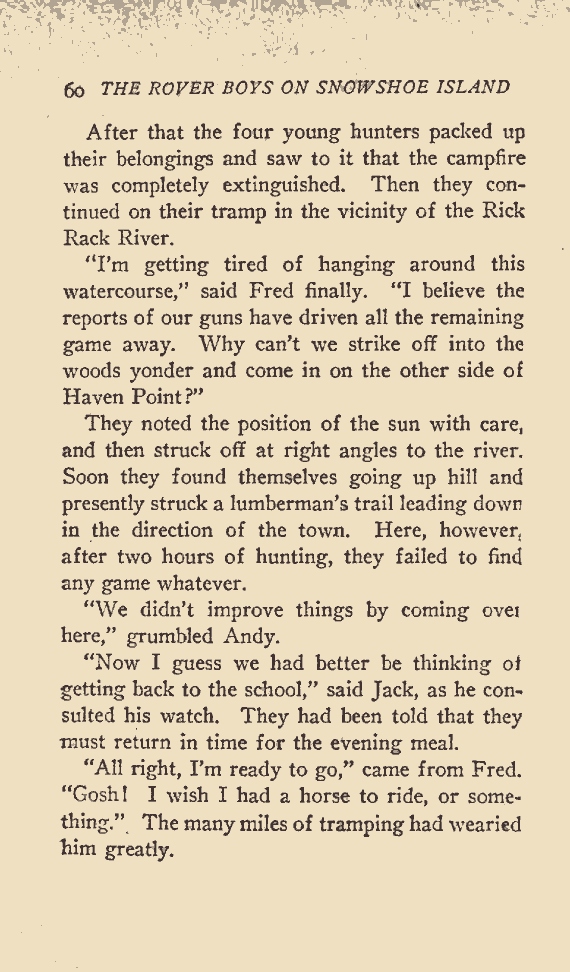 60 THE ROVER BOYS ON SNOWSHOE ISLAND
After that the four young hunters packed up
their belongings and saw to it that the campfire
was completely extinguished. Then they con-
tinued on their tramp in the vicinity of the Rick
Rack River.
"I'm getting tired of hanging around this
watercourse," said Fred finally. "I believe the
reports of our guns have driven all the remaining
game away. Why can't we strike off into the
woods yonder and come in on the other side of
Haven Point?"
They noted the position of the sun with care,
and then struck off at right angles to the river.
Soon they found themselves going up hill and
presently struck a lumberman's trail leading down
in the direction of the town. Here, however,
after two hours of hunting, they failed to find
any game whatever.
"We didn't improve things by coming over
here," grumbled Andy.
"Now I guess we had better be thinking of
getting back to the school," said Jack, as he con-
sulted his watch. They had been told that they
must return in time for the evening meal.
"All right, I'm ready to go," came from Fred.
"Gosh! I wish I had a horse to ride, or some-
thing." The many miles of tramping had wearied
him greatly.